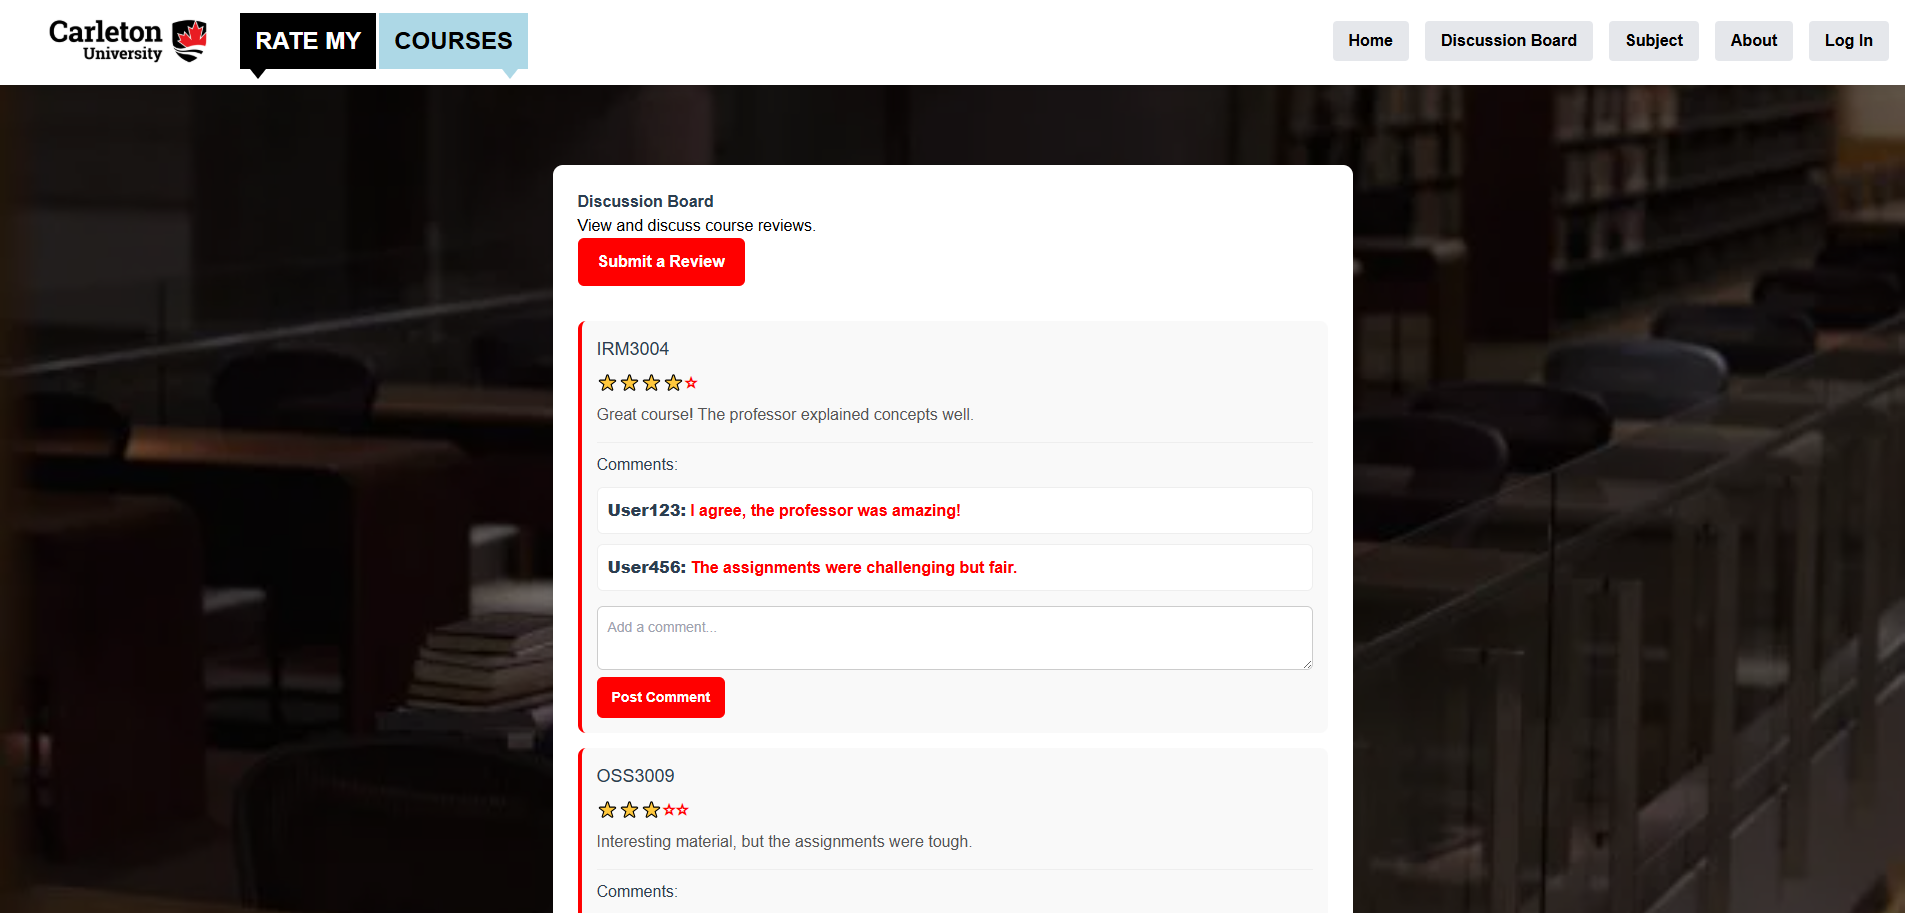 Carleton
University
RATE MY COURSES
Home
Discussion Board
Subject
About
Log In
Discussion Board
View and discuss course reviews.
Submit a Review
IRM3004
Great course! The professor explained concepts well.
Comments:
User123: I agree, the professor was amazing!
User456: The assignments were challenging but fair.
Add a comment...
Post Comment
OSS3009
Interesting material, but the assignments were tough.
Comments: